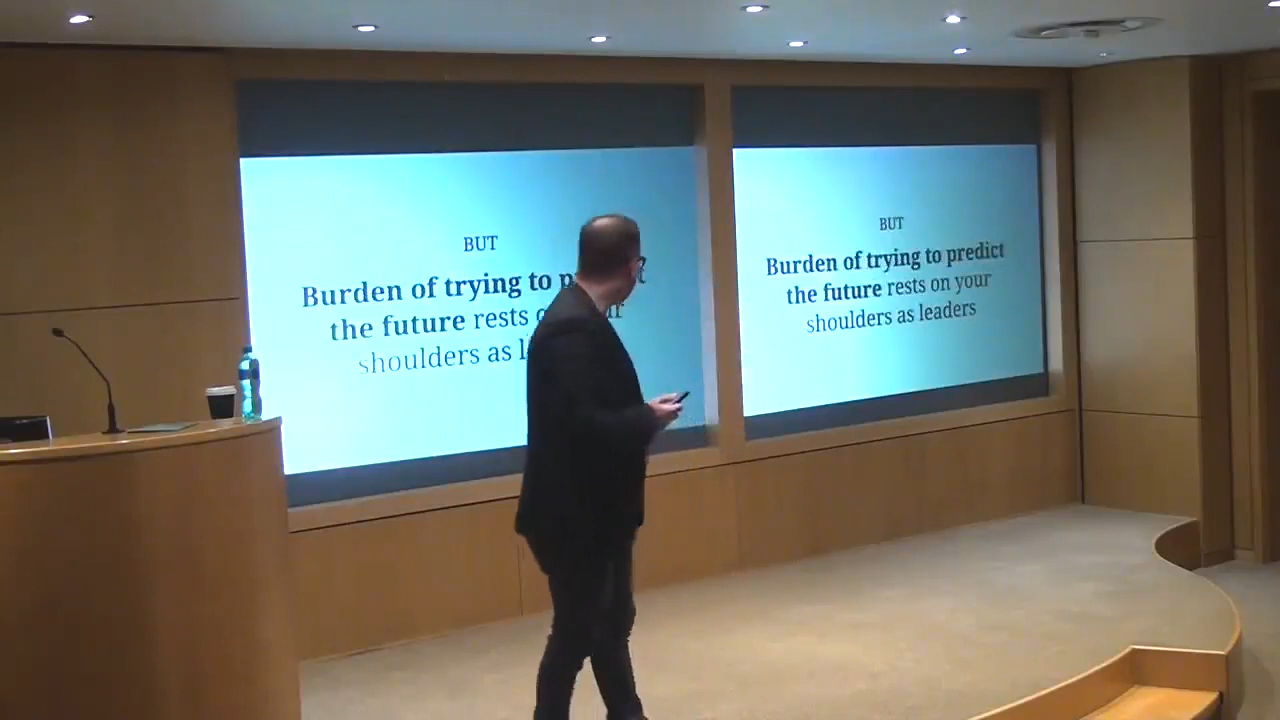 BUT
Burden of trying to
the future rests
shoulders as
BUT
Burden of trying to predict
the future rests on your
shoulders as leaders